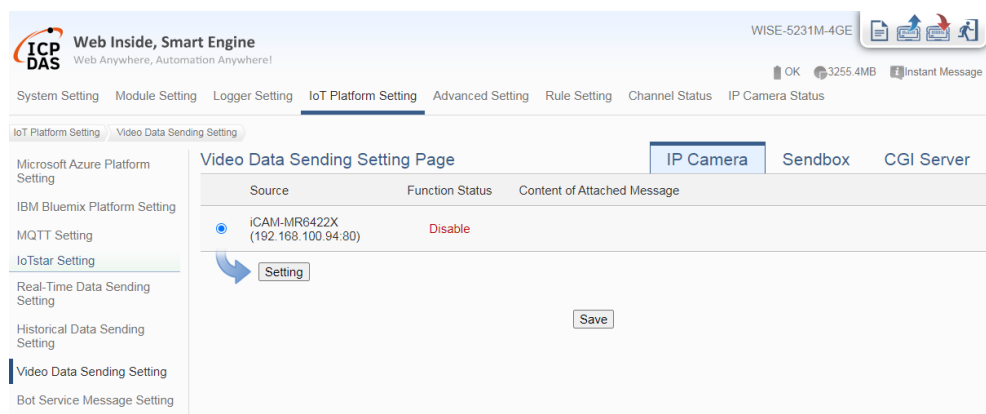 ICP
DAS
Web Inside, Smart Engine
Web Anywhere, Automation Anywhere!
WISE-5231M-4GE
OK 3255.4MB Instant Message
System Setting Module Setting Logger Setting IoT Platform Setting Advanced Setting Rule Setting Channel Status IP Camera Status
IoT Platform Setting Video Data Sending Setting
Microsoft Azure Platform
Setting
IBM Bluemix Platform Setting
MQTT Setting
IoTstar Setting
Real-Time Data Sending
Setting
Historical Data Sending
Setting
Video Data Sending Setting
Bot Service Message Setting
Video Data Sending Setting Page
IP Camera Sendbox CGI Server
Source Function Status Content of Attached Message
iCAM-MR6422X
(192.168.100.94:80)
Disable
Setting
Save